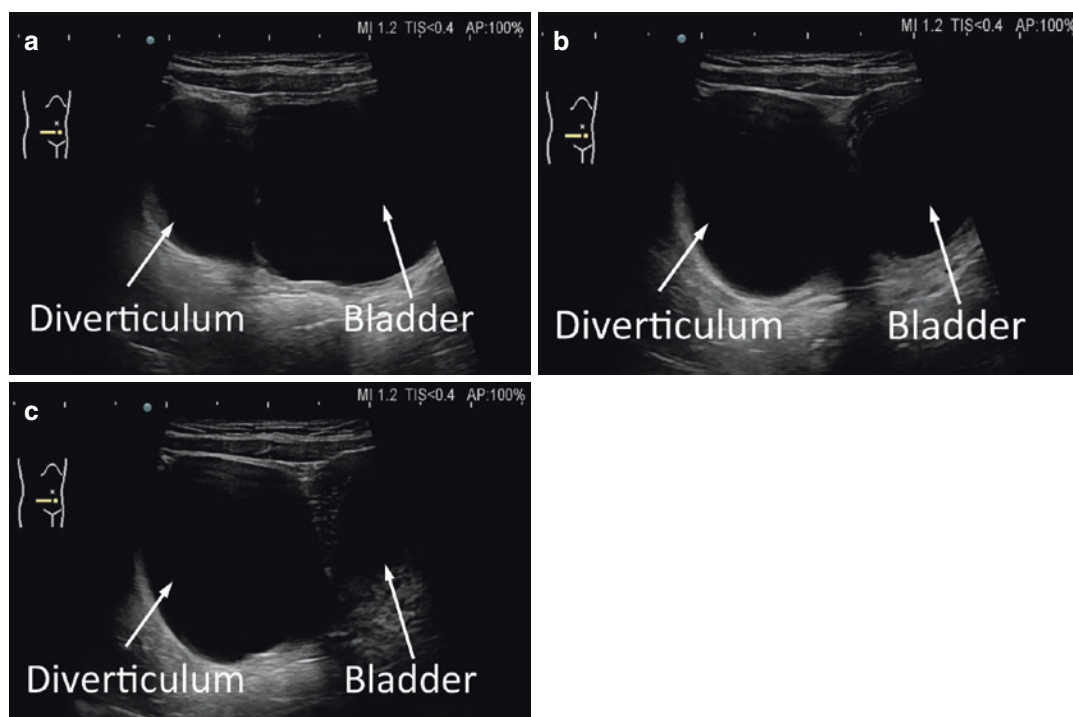 a
MI 1.2 TIS<0.4 AP:100%
Diverticulum Bladder
b
MI 1.2 TIS<0.4 AP:100%
Diverticulum Bladder
c
MI 1.2 TIS<0.4 AP:100%
Diverticulum Bladder